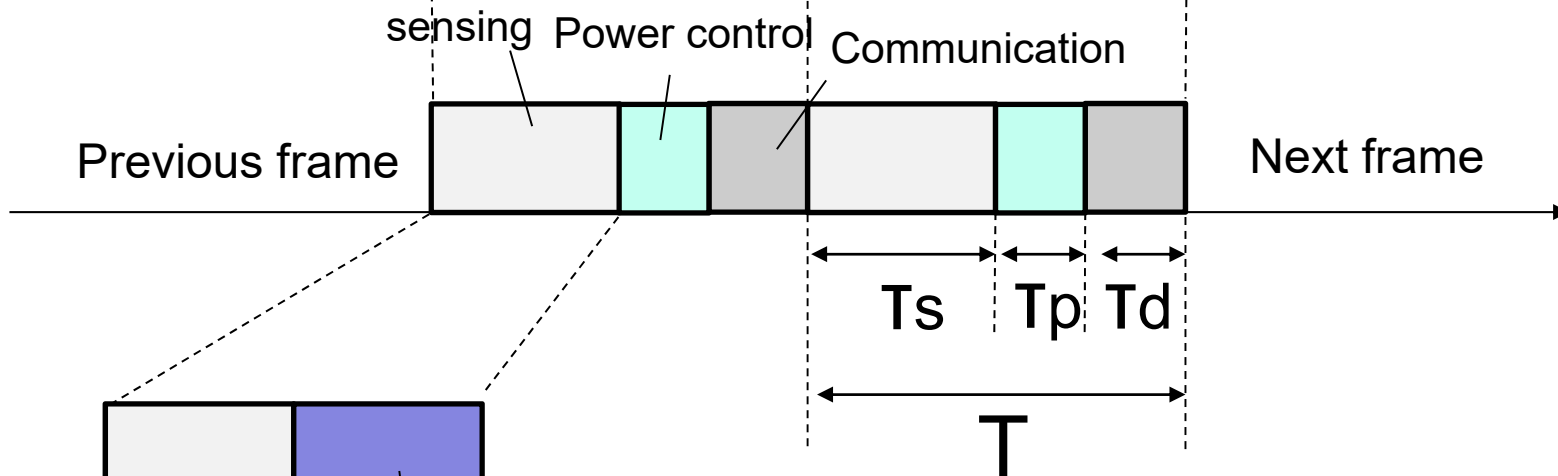 sensing
Power control
Communication
Previous frame
Next frame
Ts
Tp
Td
T